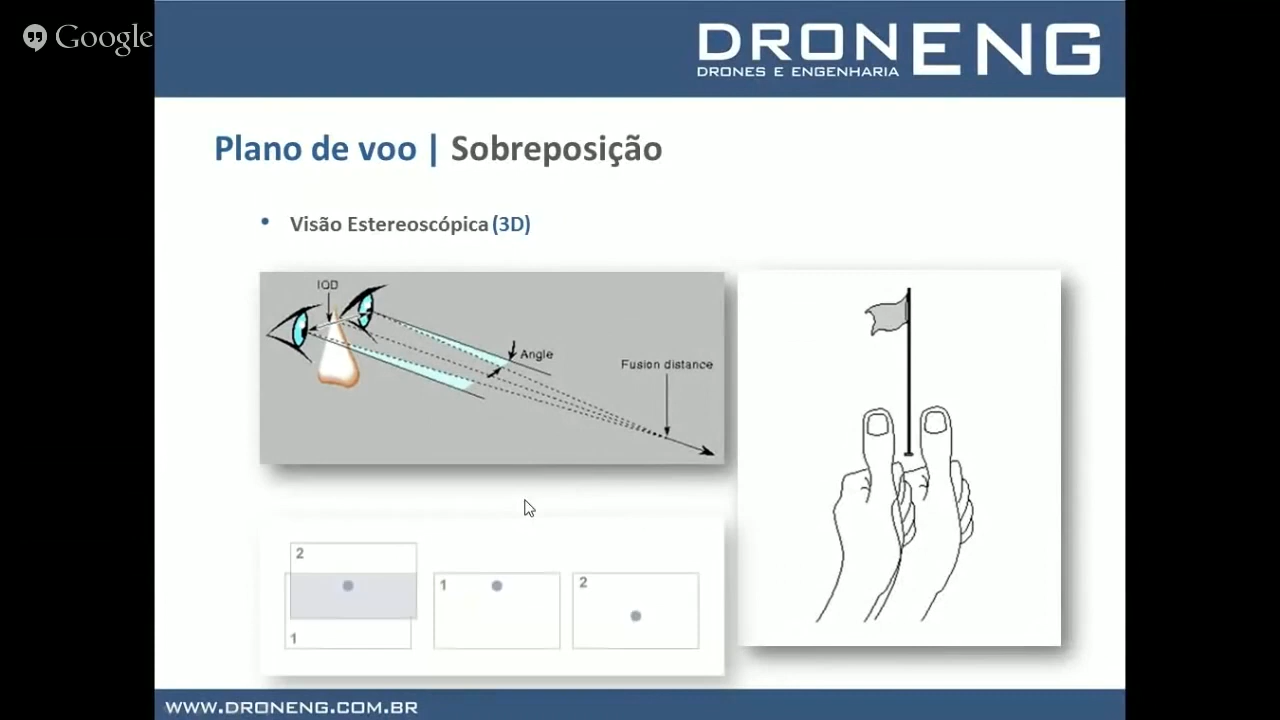 Google
DRONENG
DRONES E ENGENHARIA
Plano de voo | Sobreposição
• Visão Estereoscópica (3D)
IOD
Angle
Fusion distance
2
1
1
2
WWW.DRONENG.COM.BR